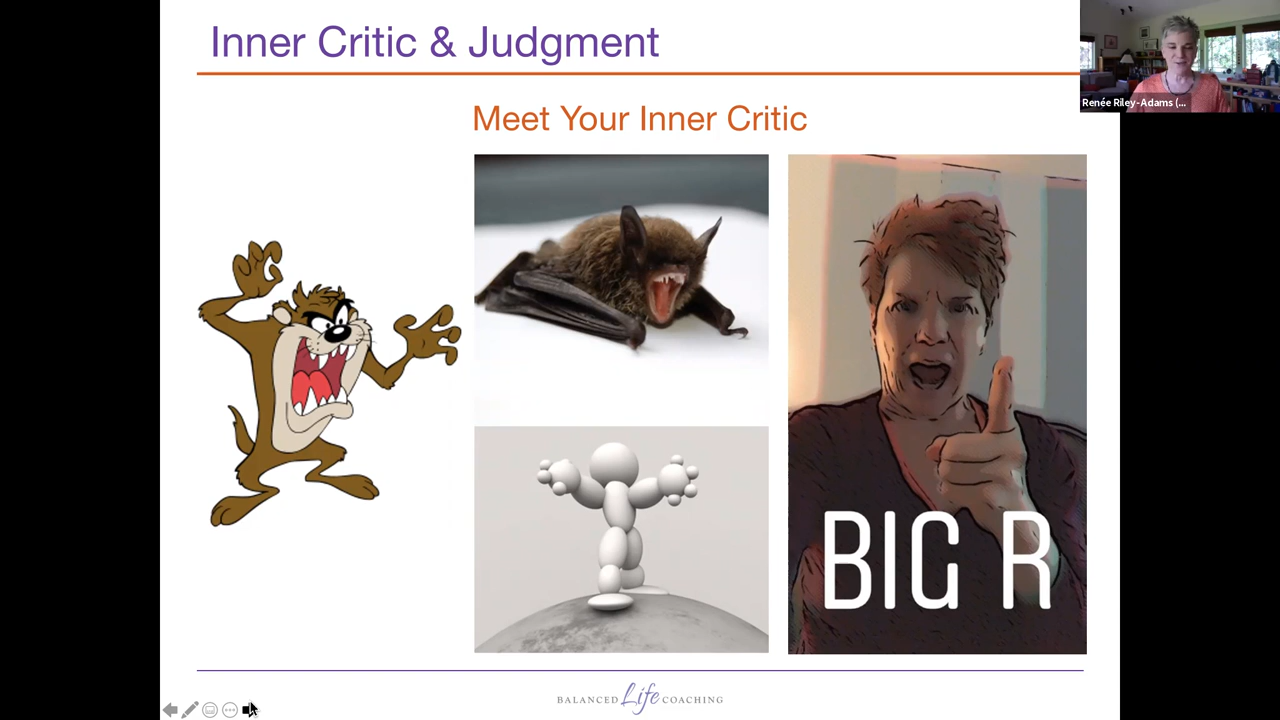 Inner Critic & Judgment
Renée Riley-Adams (...
Meet Your Inner Critic
BIG R
BALANCED Life COACHING